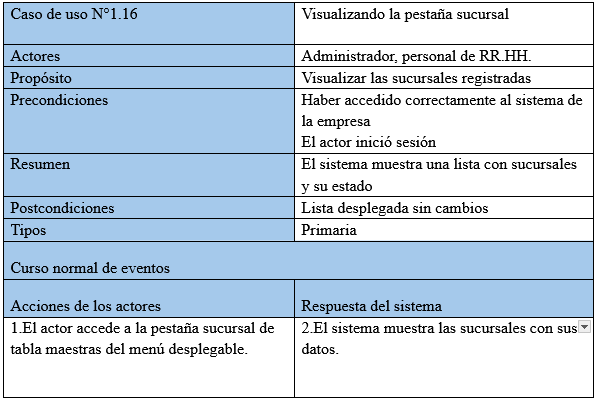 Caso de uso N°1.16 Visualizando la pestaña sucursal
Actores Administrador, personal de RR.HH.
Propósito Visualizar las sucursales registradas
Precondiciones Haber accedido correctamente al sistema de
la empresa
El actor inició sesión
Resumen El sistema muestra una lista con sucursales
y su estado
Postcondiciones Lista desplegada sin cambios
Tipos Primaria
Curso normal de eventos
Acciones de los actores Respuesta del sistema
1.El actor accede a la pestaña sucursal de
tabla maestras del menú desplegable.
2.El sistema muestra las sucursales con sus
datos.